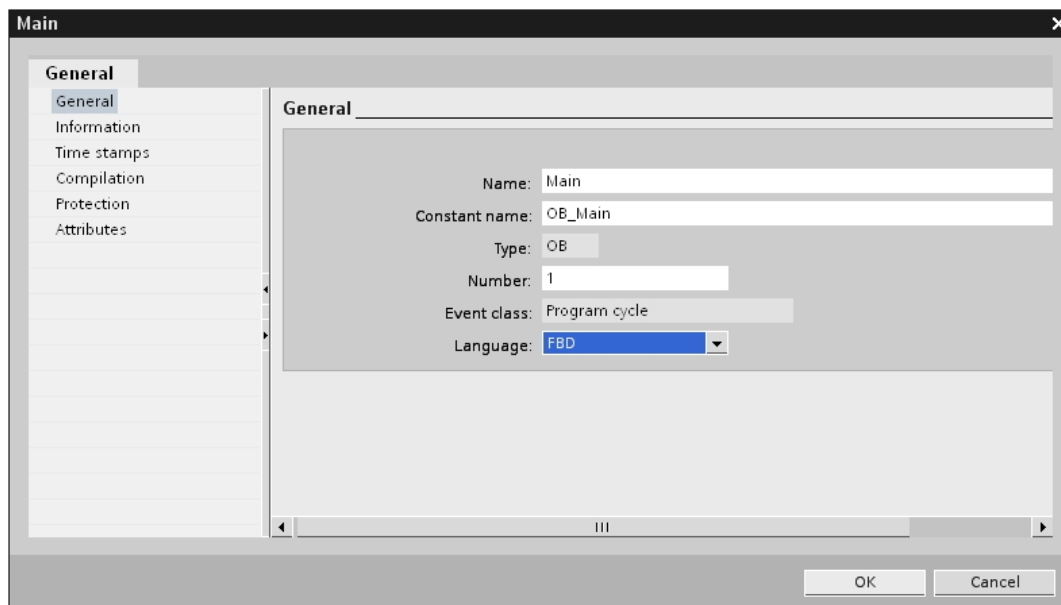 Main
General
General
Information
Time stamps
Compilation
Protection
Attributes
General
Name: Main
Constant name: OB_Main
Type: OB
Number: 1
Event class: Program cycle
Language: FBD
OK Cancel